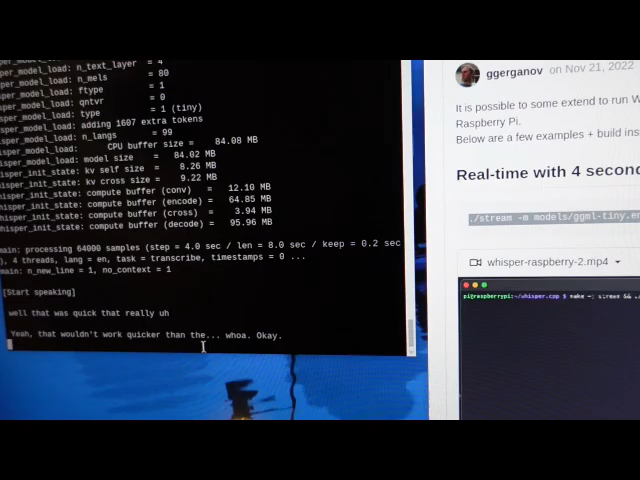 sper_model_load: n_text_layer = 4
sper_model_load: n_mels = 80
sper_model_load: ftype = 1
sper_model_load: qntvr = 0
sper_model_load: type = 1 (tiny)
sper_model_load: adding 1607 extra tokens
sper_model_load: n_langs = 99
sper_model_load: CPU buffer size = 84.08 MB
sper_model_load: model size = 84.02 MB
isper_init_state: kv self size = 8.26 MB
hisper_init_state: kv cross size = 9.22 MB
hisper_init_state: compute buffer (conv) = 12.10 MB
hisper_init_state: compute buffer (encode) = 64.85 MB
hisper_init_state: compute buffer (cross) = 3.94 MB
hisper_init_state: compute buffer (decode) = 95.96 MB
main: processing 64000 samples (step = 4.0 sec / len = 8.0 sec / keep = 0.2 sec
), 4 threads, lang = en, task = transcribe, timestamps = 0 ...
main: n_new_line = 1, no_context = 1
[Start speaking]
well that was quick that really uh
Yeah, that wouldn't work quicker than the... whoa. Okay.
ggerganov on Nov 21, 2022
It is possible to some extend to run W
Raspberry Pi.
Below are a few examples + build ins
Real-time with 4 second
./stream -m models/ggml-tiny.en
whisper-raspberry-2.mp4
pi@raspberrypi:~/whisper.cpp $ make -j stream && ./